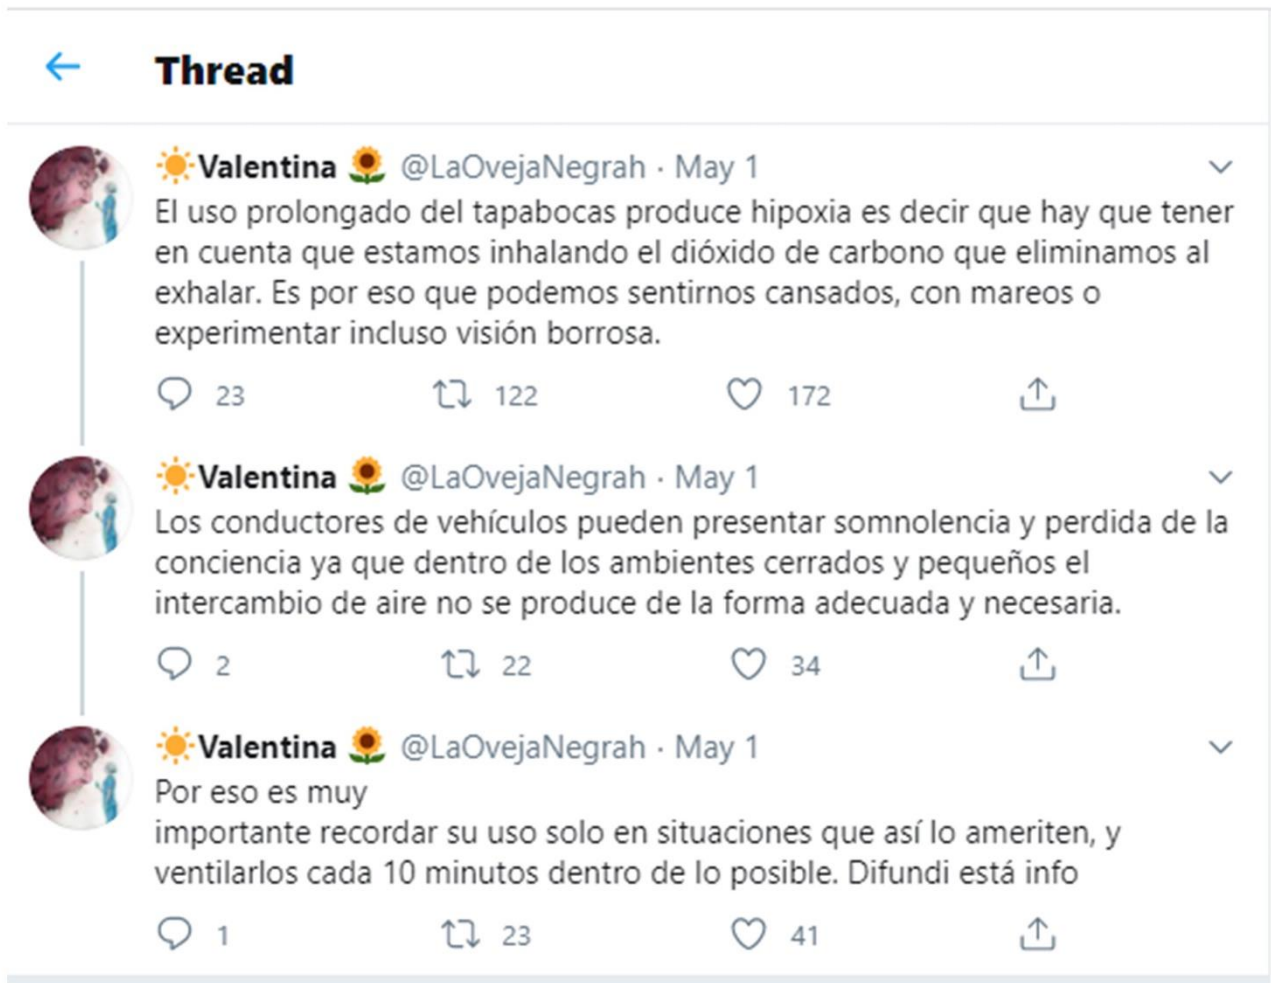 Thread
Valentina @LaOvejaNegrah · May 1
El uso prolongado del tapabocas produce hipoxia es decir que hay que tener
en cuenta que estamos inhalando el dióxido de carbono que eliminamos al
exhalar. Es por eso que podemos sentirnos cansados, con mareos o
experimentar incluso visión borrosa.
23 122 172
Valentina @LaOvejaNegrah · May 1
Los conductores de vehículos pueden presentar somnolencia y perdida de la
conciencia ya que dentro de los ambientes cerrados y pequeños el
intercambio de aire no se produce de la forma adecuada y necesaria.
2 22 34
Valentina @LaOvejaNegrah · May 1
Por eso es muy
importante recordar su uso solo en situaciones que así lo ameriten, y
ventilarlos cada 10 minutos dentro de lo posible. Difundi está info
1 23 41